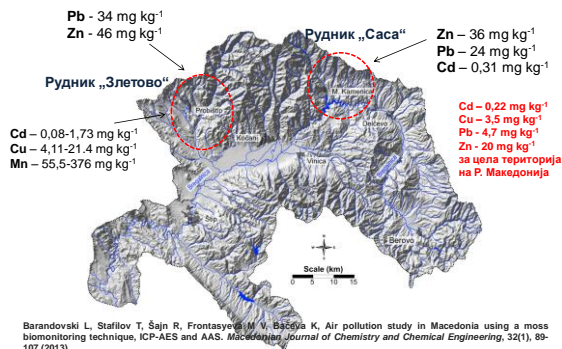 Pb - 34 mg kg-1
Zn - 46 mg kg-1
Рудник „Злетово“
Рудник „Саса“
Zn – 36 mg kg-1
Pb – 24 mg kg-1
Cd – 0,31 mg kg-1
Cd – 0,08-1,73 mg kg-1
Cu – 4,11-21.4 mg kg-1
Mn – 55,5-376 mg kg-1
Cd – 0,22 mg kg-1
Cu – 3,5 mg kg-1
Pb - 4,7 mg kg-1
Zn - 20 mg kg-1
за цела територија
на Р. Македонија
M. Kamenica
Probištip
Kočani
Delčevo
Vinica
Bregalnica
Štip
Berovo
Scale (km)
0 5 10 15
Barandovski L, Stafilov T, Šajn R, Frontasyeva M V, Bačeva K, Air pollution study in Macedonia using a moss
biomonitoring technique, ICP-AES and AAS. Macedonian Journal of Chemistry and Chemical Engineering, 32(1), 89-
107 (2013)